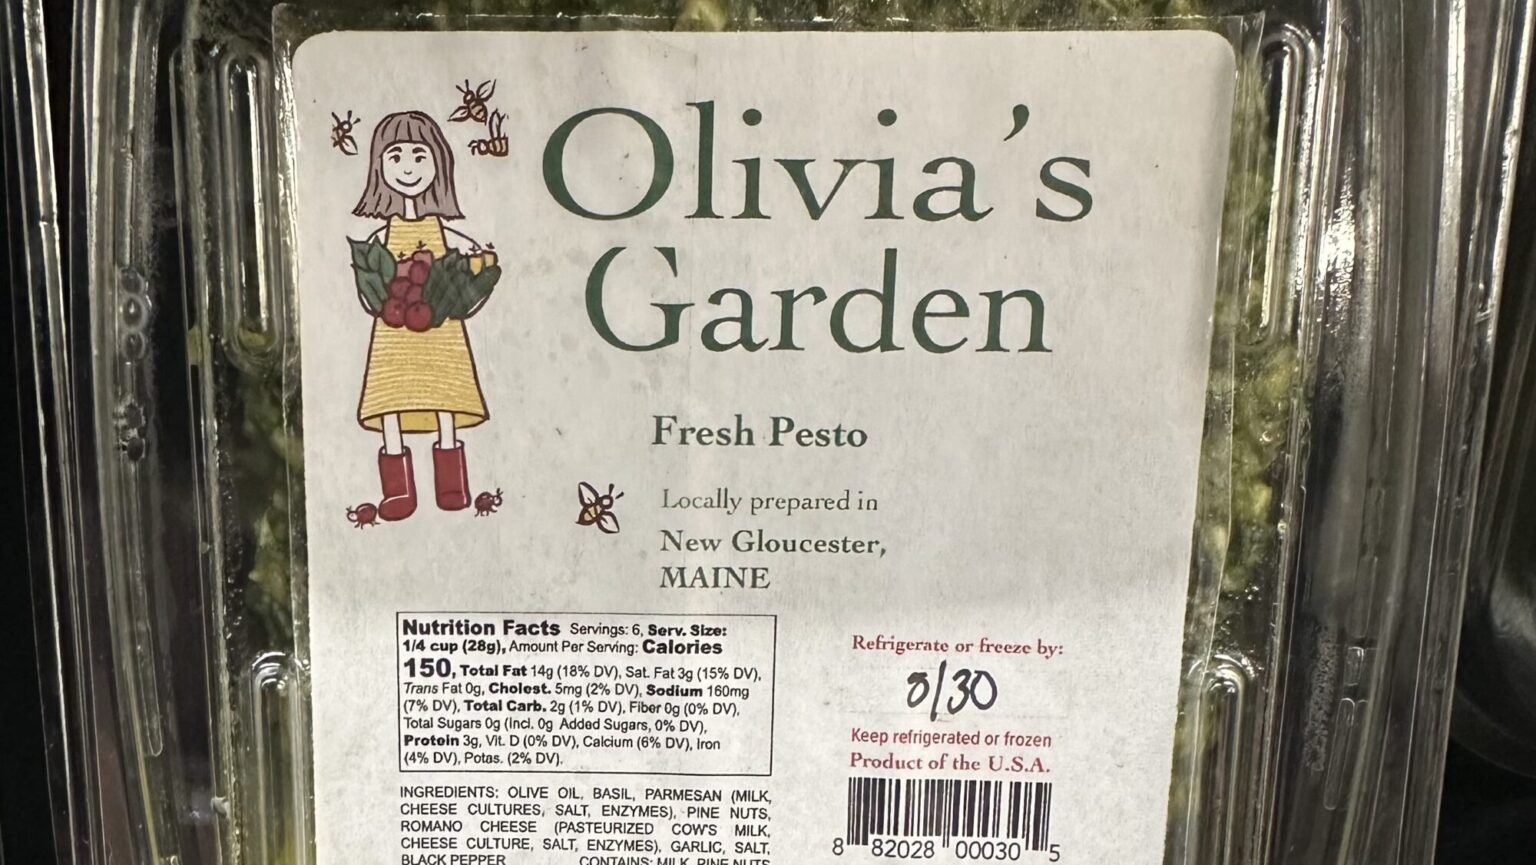 Olivia's
Garden
Fresh Pesto
Locally prepared in
New Gloucester,
MAINE
Nutrition Facts Servings: 6, Serv. Size:
1/4 cup (28g), Amount Per Serving: Calories
150, Total Fat 14g (18% DV), Sat. Fat 3g (15% DV),
Trans Fat 0g, Cholest. 5mg (2% DV), Sodium 160mg
(7% DV), Total Carb. 2g (1% DV), Fiber 0g (0% DV),
Total Sugars 0g (Incl. 0g Added Sugars, 0% DV),
Protein 3g, Vit. D (0% DV), Calcium (6% DV), Iron
(4% DV), Potas. (2% DV).
INGREDIENTS: OLIVE OIL, BASIL, PARMESAN (MILK,
CHEESE CULTURES, SALT, ENZYMES), PINE NUTS,
ROMANO CHEESE (PASTEURIZED COW'S MILK,
CHEESE CULTURE, SALT, ENZYMES), GARLIC, SALT,
BLACK PEPPER CONTAINS: MILK, PINE NUTS
Refrigerate or freeze by:
/30
Keep refrigerated or frozen
Product of the U.S.A.
8 82028 00030 5